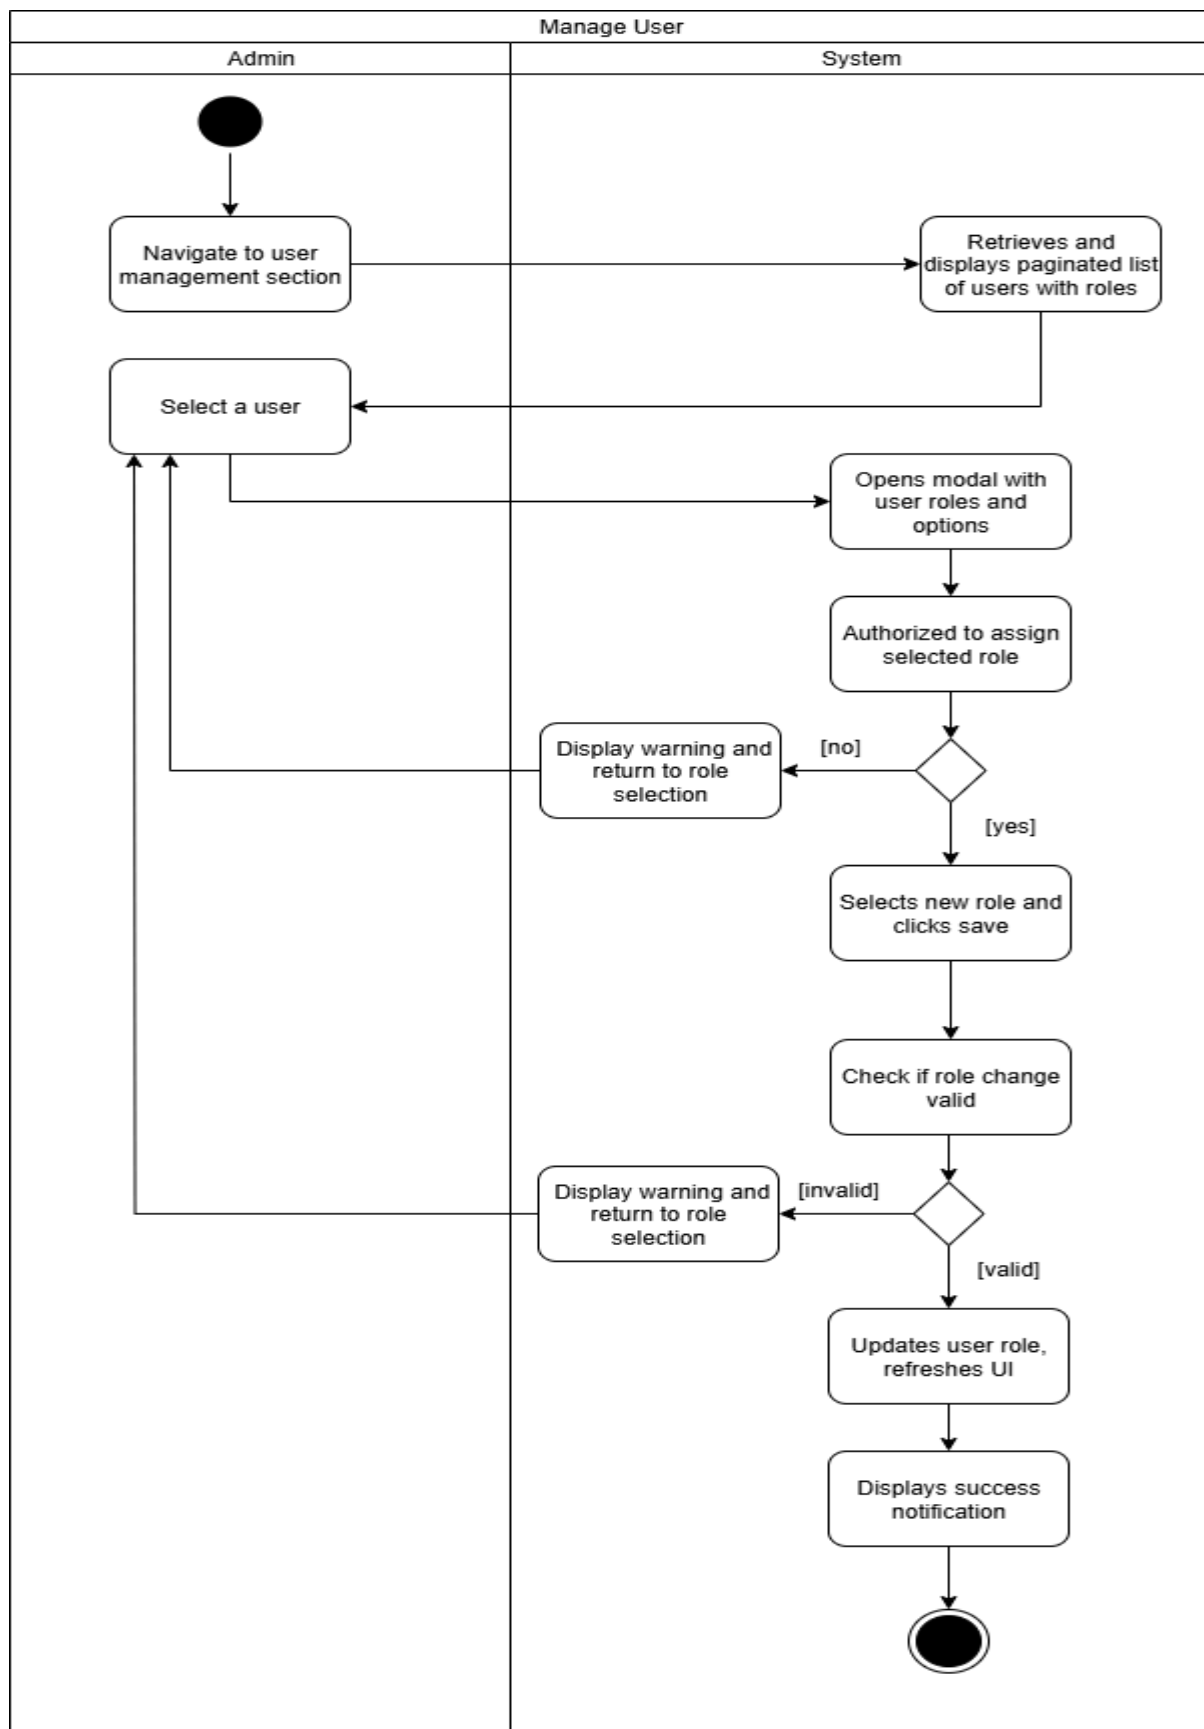 Manage User
Admin
System
Navigate to user
management section
Retrieves and
displays paginated list
of users with roles
Select a user
Opens modal with
user roles and
options
Authorized to assign
selected role
Display warning and
return to role
selection
[no]
[yes]
Selects new role and
clicks save
Check if role change
valid
Display warning and
return to role
selection
[invalid]
[valid]
Updates user role,
refreshes UI
Displays success
notification